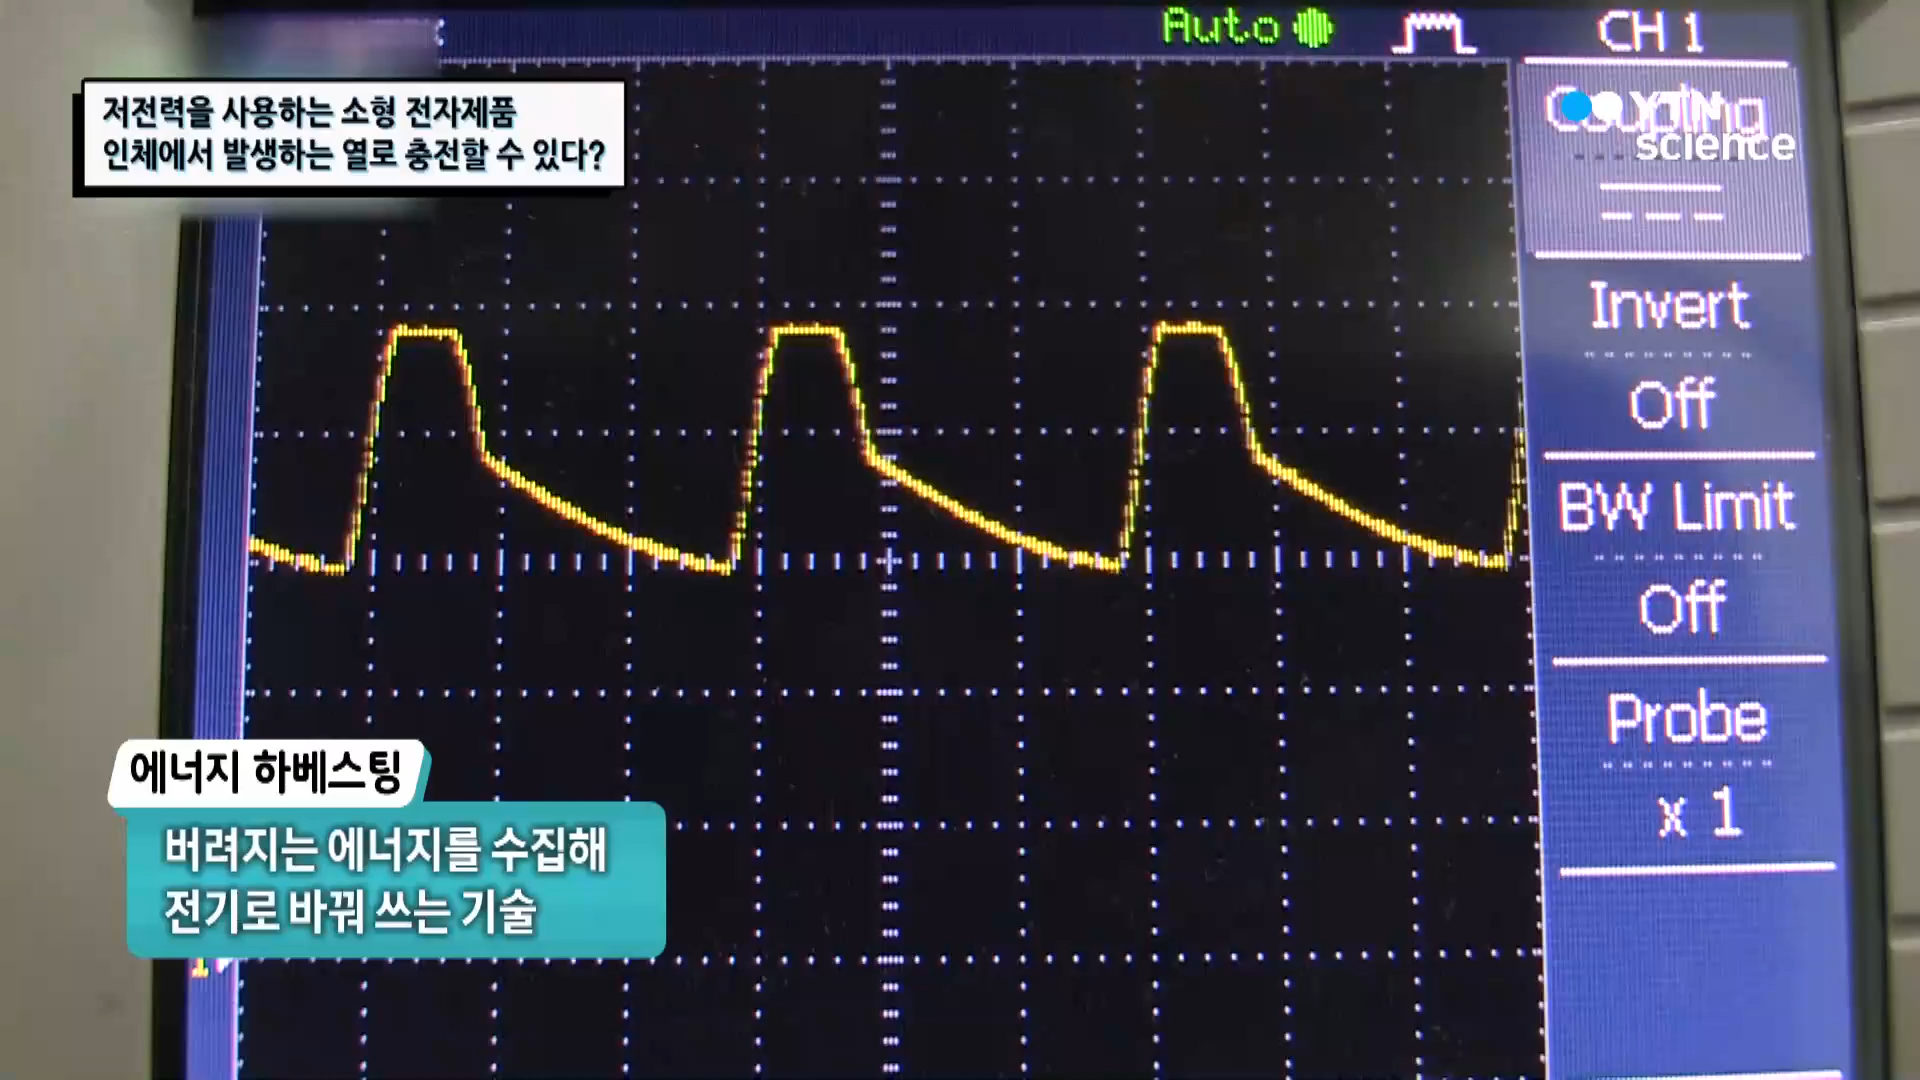 Auto
CH 1
저전력을 사용하는 소형 전자제품
인체에서 발생하는 열로 충전할 수 있다?
Coupling
YTN
science
Invert
Off
BW Limit
Off
Probe
x 1
에너지 하베스팅
버려지는 에너지를 수집해
전기로 바꿔 쓰는 기술
1